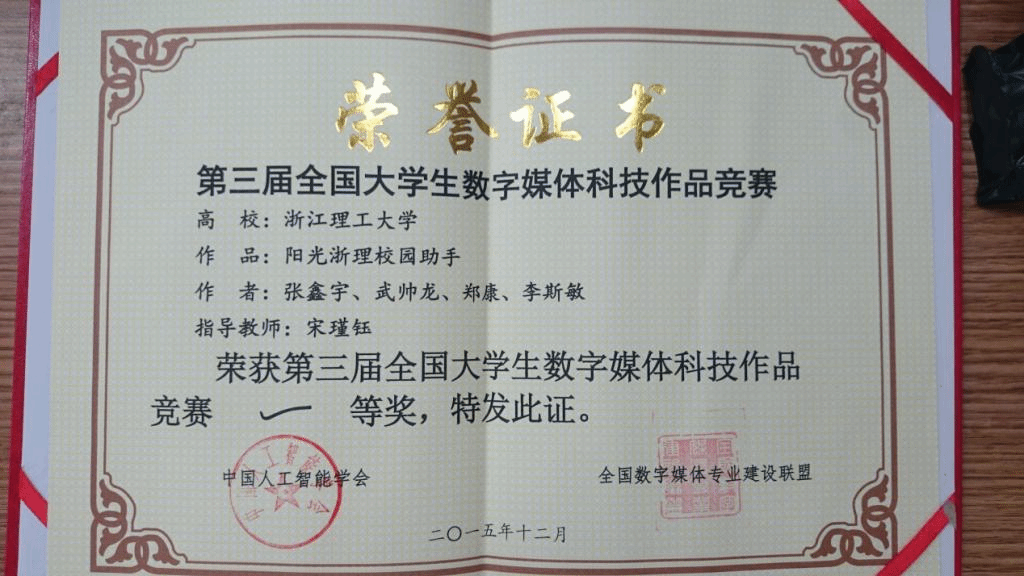 荣誉证书
第三届全国大学生数字媒体科技作品竞赛
高 校：浙江理工大学
作 品：阳光浙理校园助手
作 者：张鑫宇、武帅龙、郑康、李斯敏
指导教师：宋瑾钰
荣获第三届全国大学生数字媒体科技作品
竞赛 一 等奖，特发此证。
中国人工智能学会 全国数字媒体专业建设联盟
二〇一五年十二月